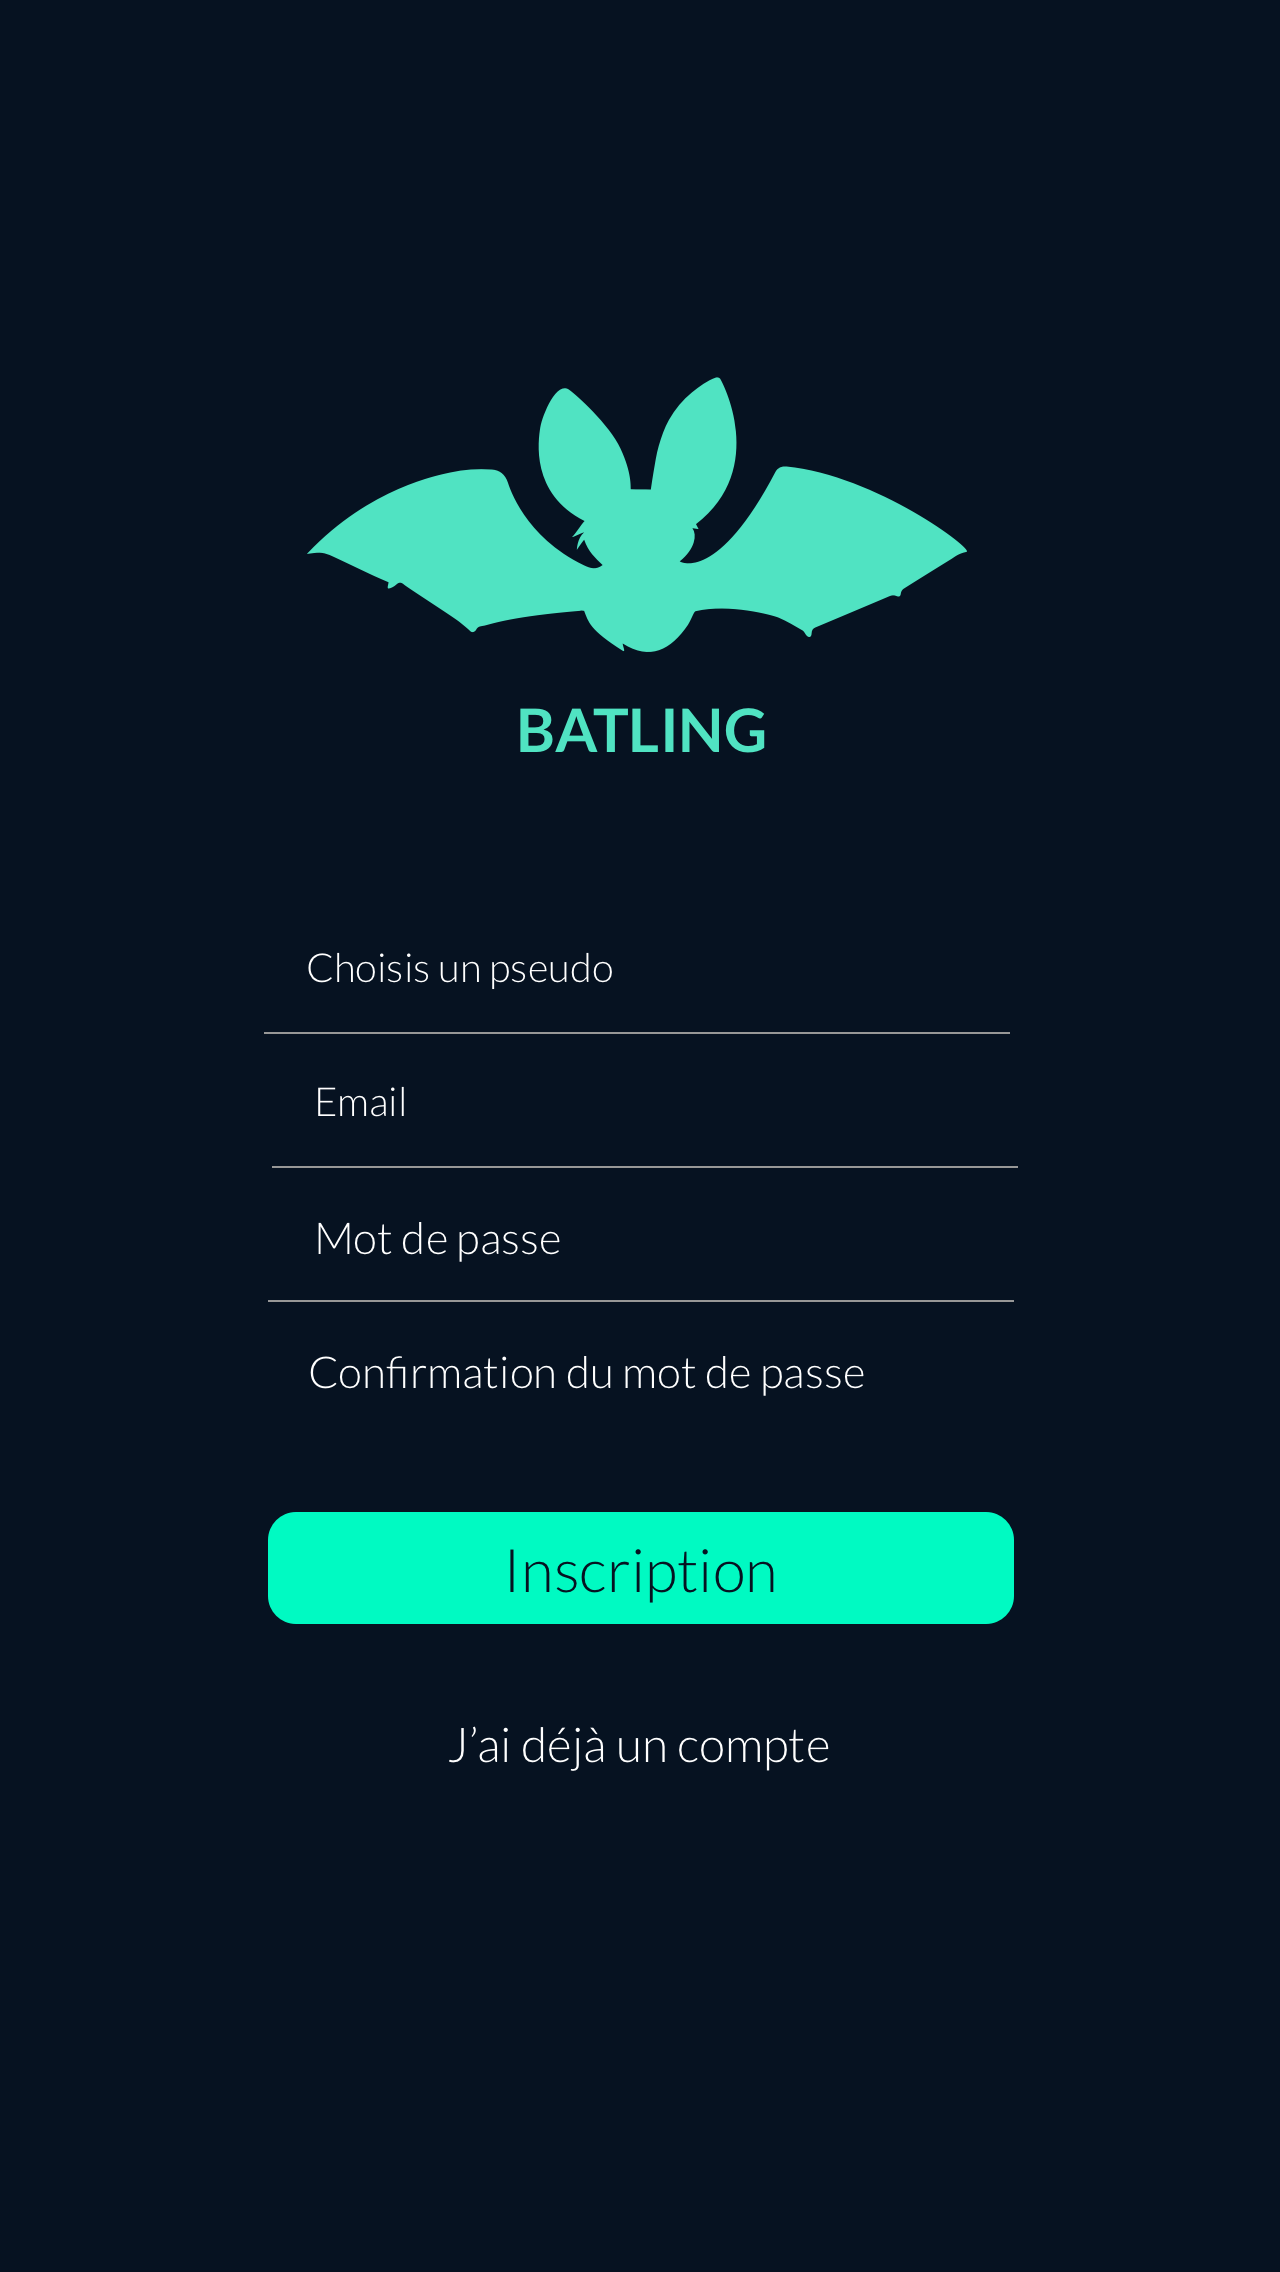 BATLING
Choisis un pseudo
Email
Mot de passe
Confirmation du mot de passe
Inscription
J’ai déjà un compte